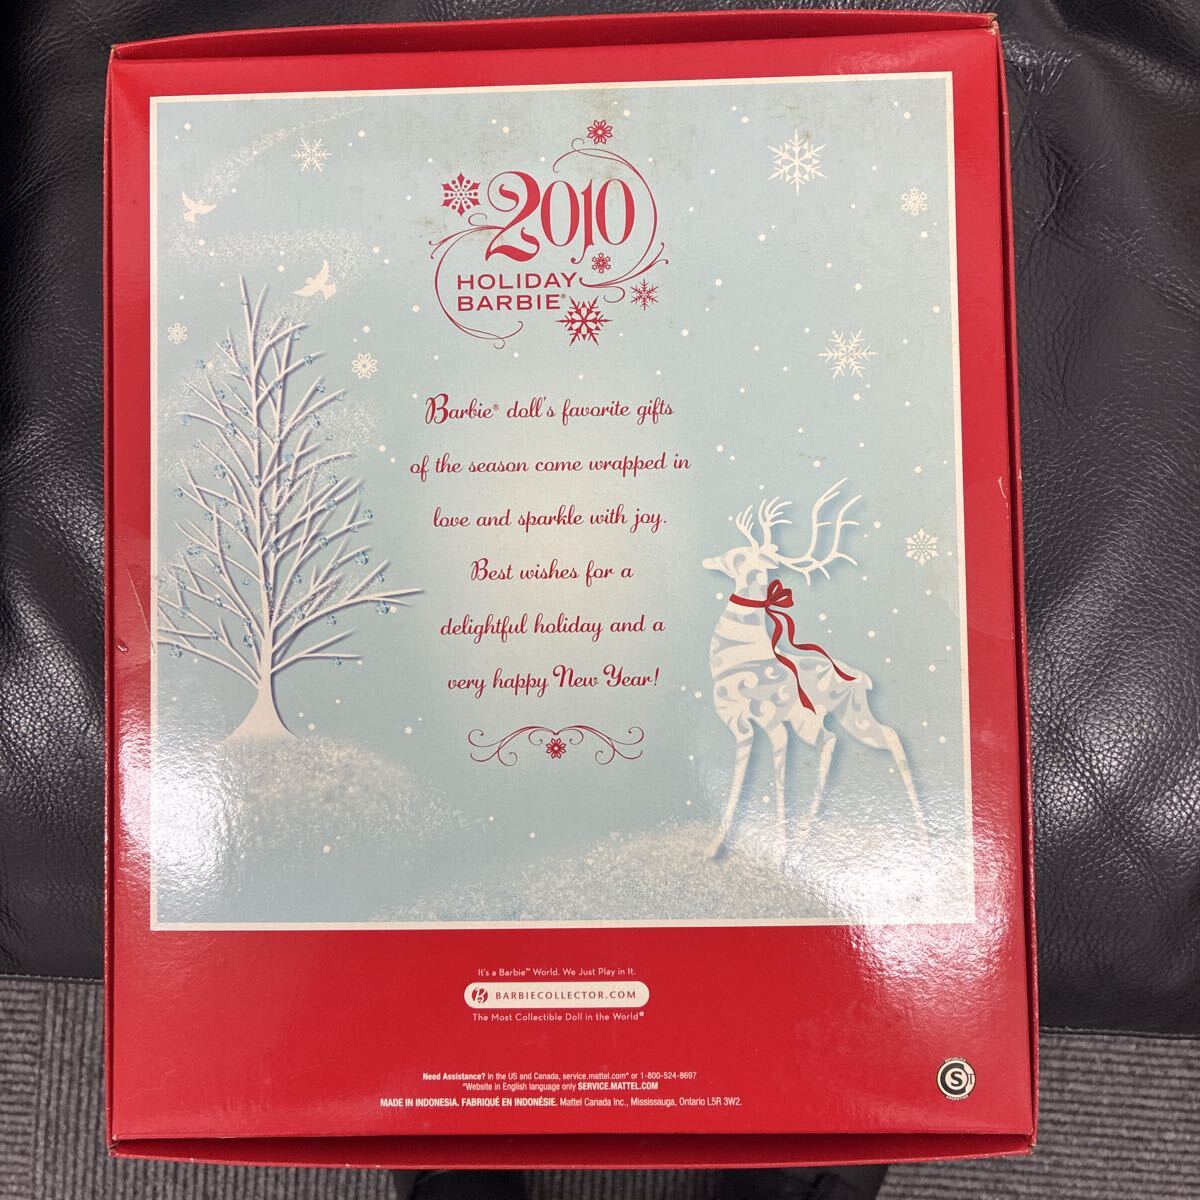 2010
HOLIDAY
BARBIE®
Barbie® doll's favorite gifts
of the season come wrapped in
love and sparkle with joy.
Best wishes for a
delightful holiday and a
very happy New Year!
It's a Barbie™ World. We Just Play in It.
B BARBIECOLLECTOR.COM
The Most Collectible Doll in the World®
Need Assistance? In the US and Canada, service.mattel.com* or 1-800-524-8697
*Website in English language only SERVICE.MATTEL.COM
MADE IN INDONESIA. FABRIQUÉ EN INDONÉSIE. Mattel Canada Inc., Mississauga, Ontario L5R 3W2.
S